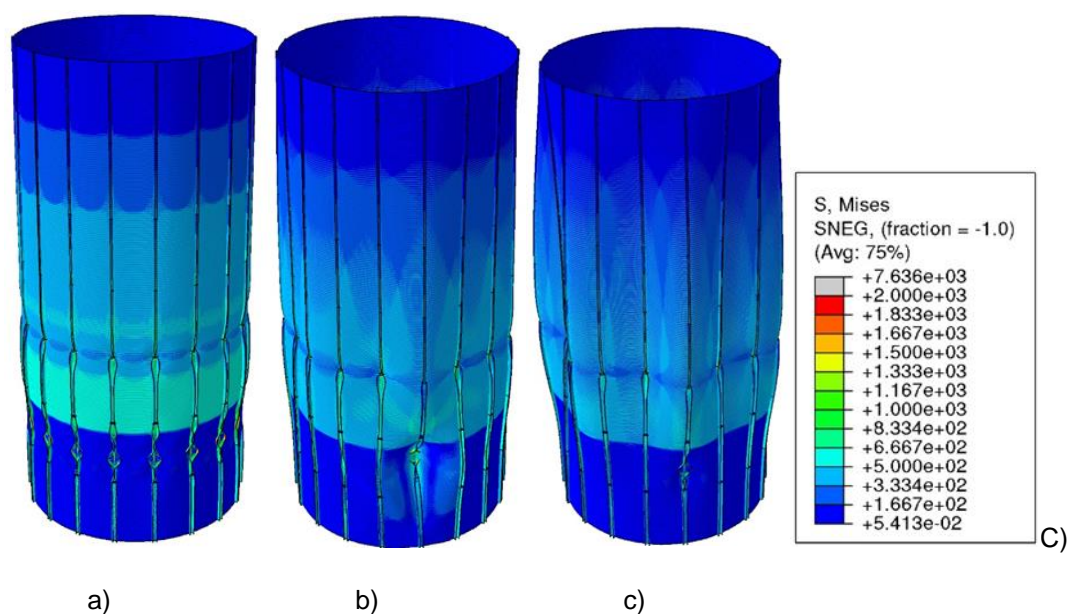 S, Mises
SNEG, (fraction = -1.0)
(Avg: 75%)
+7.636e+03
+2.000e+03
+1.833e+03
+1.667e+03
+1.500e+03
+1.333e+03
+1.167e+03
+1.000e+03
+8.334e+02
+6.667e+02
+5.000e+02
+3.334e+02
+1.667e+02
+5.413e-02
C)
a) b) c)